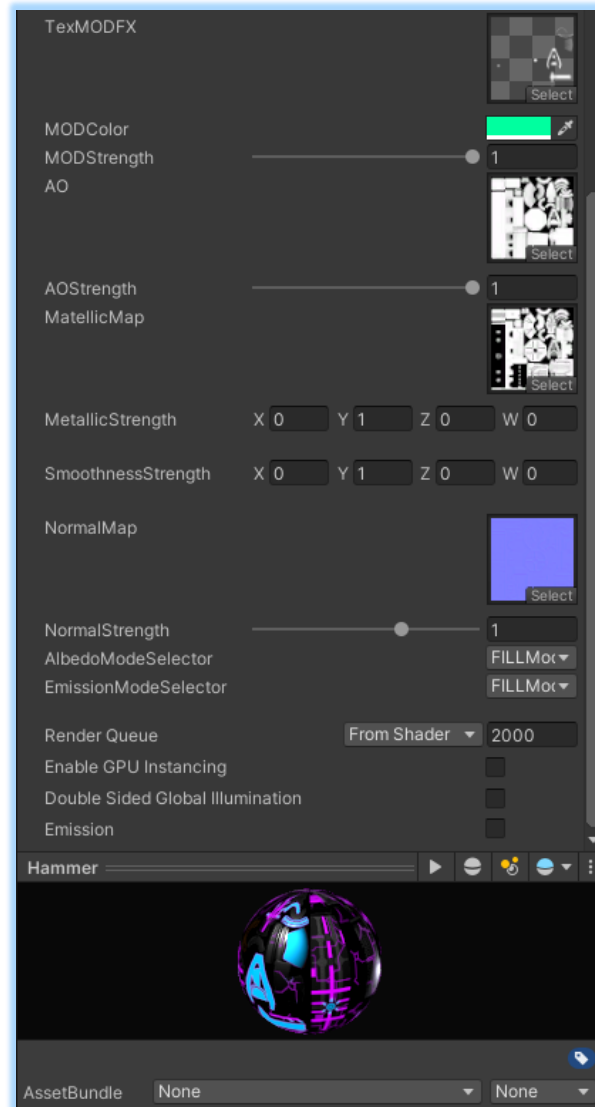 TexMODFX
Select
MODColor
MODStrength 1
AO
Select
AOStrength 1
MatellicMap
Select
MetallicStrength X 0 Y 1 Z 0 W 0
SmoothnessStrength X 0 Y 1 Z 0 W 0
NormalMap
Select
NormalStrength 1
AlbedoModeSelector FILLMo
EmissionModeSelector FILLMo
Render Queue From Shader 2000
Enable GPU Instancing
Double Sided Global Illumination
Emission
Hammer
AssetBundle None None